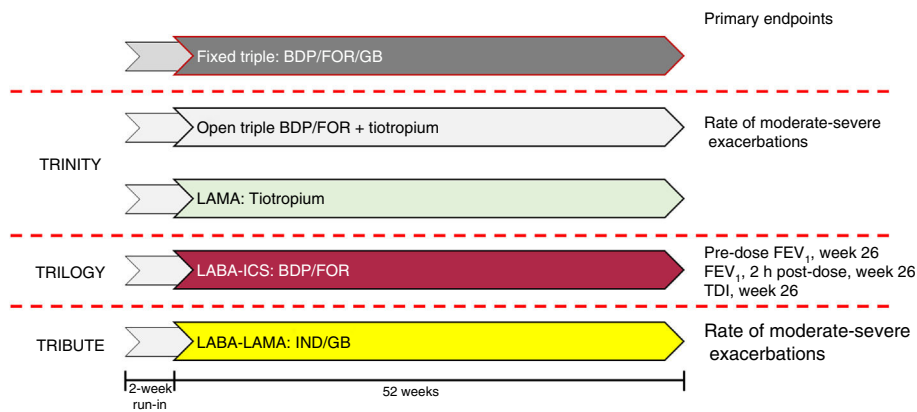 Primary endpoints
Fixed triple: BDP/FOR/GB
Open triple BDP/FOR + tiotropium
Rate of moderate-severe
exacerbations
TRINITY
LAMA: Tiotropium
TRILOGY
LABA-ICS: BDP/FOR
Pre-dose FEV₁, week 26
FEV₁, 2 h post-dose, week 26
TDI, week 26
TRIBUTE
LABA-LAMA: IND/GB
Rate of moderate-severe
exacerbations
2-week
run-in
52 weeks